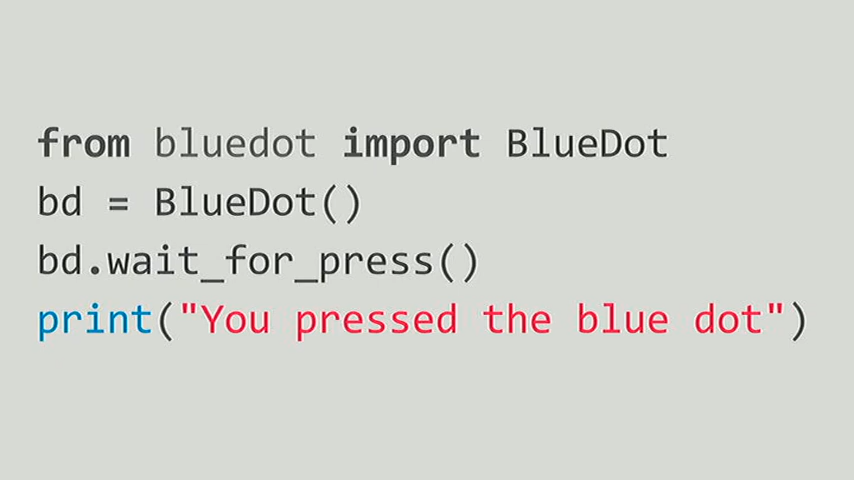 from bluedot import BlueDot
bd = BlueDot()
bd.wait_for_press()
print("You pressed the blue dot")